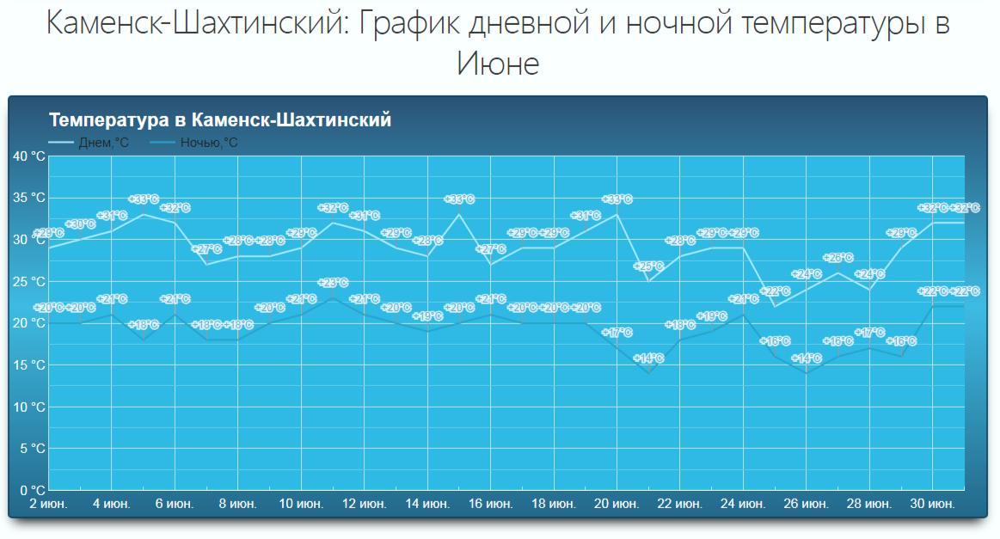 Каменск-Шахтинский: График дневной и ночной температуры в
Июне
Температура в Каменск-Шахтинский
Днем,°C Ночью,°C
40 °C
35 °C
+33°C +33°C +33°C
+32°C +32°C +32°C +32°C
+31°C +31°C +31°C
+30°C
30 °C +29°C +29°C +29°C +29°C +29°C +29°C +29°C +29°C
+28°C +28°C +28°C +28°C
+27°C +27°C
+26°C
25 °C +25°C
+24°C +24°C
+23°C +22°C +22°C +22°C
+21°C +21°C +21°C +21°C +21°C +21°C
20 °C +20°C +20°C +20°C +20°C +20°C +20°C +20°C +20°C
+19°C +19°C
+18°C +18°C +18°C +18°C
+17°C +17°C
+16°C +16°C +16°C
15 °C
+14°C +14°C
10 °C
5 °C
0 °C
2 июн. 4 июн. 6 июн. 8 июн. 10 июн. 12 июн. 14 июн. 16 июн. 18 июн. 20 июн. 22 июн. 24 июн. 26 июн. 28 июн. 30 июн.